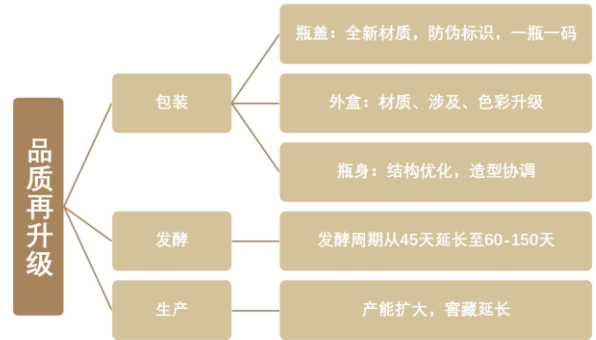 品质再升级
包装
瓶盖：全新材质，防伪标识，一瓶一码
外盒：材质、涉及、色彩升级
瓶身：结构优化，造型协调
发酵
发酵周期从45天延长至60-150天
生产
产能扩大，窖藏延长